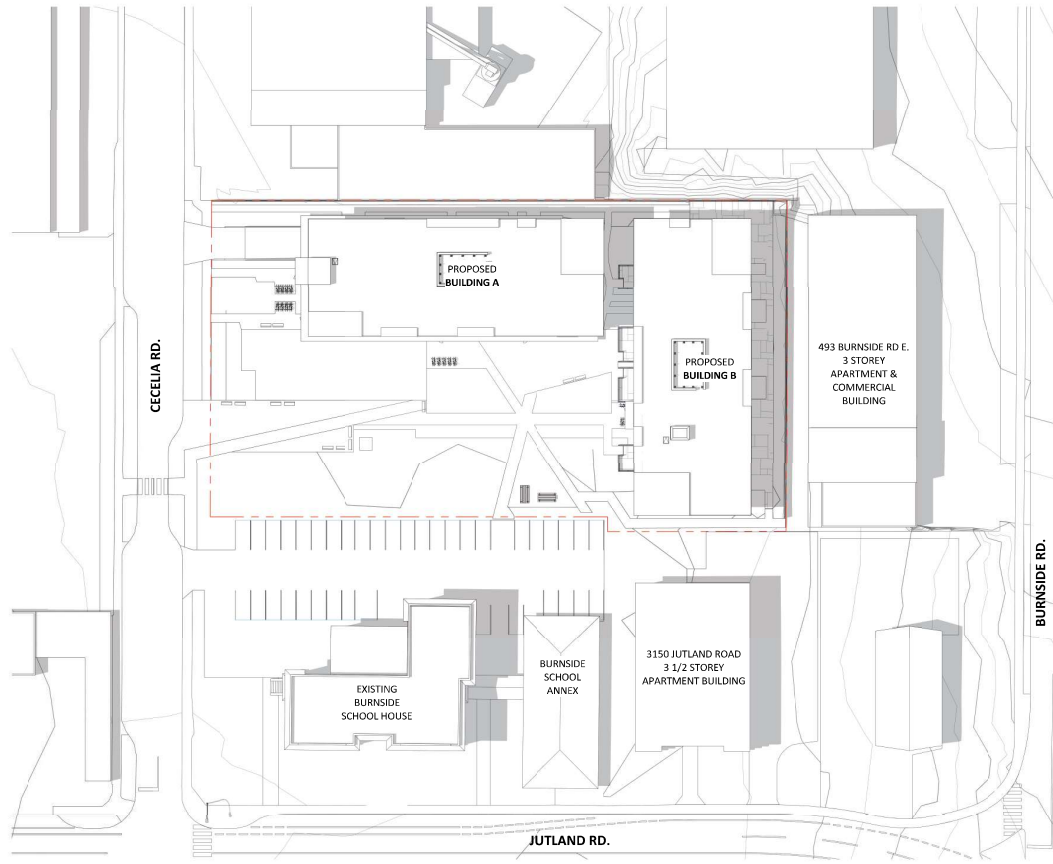 PROPOSED
BUILDING A
CECELIA RD.
PROPOSED
BUILDING B
493 BURNSIDE RD E.
3 STOREY
APARTMENT &
COMMERCIAL
BUILDING
BURNSIDE RD.
EXISTING
BURNSIDE
SCHOOL HOUSE
BURNSIDE
SCHOOL
ANNEX
3150 JUTLAND ROAD
3 1/2 STOREY
APARTMENT BUILDING
JUTLAND RD.